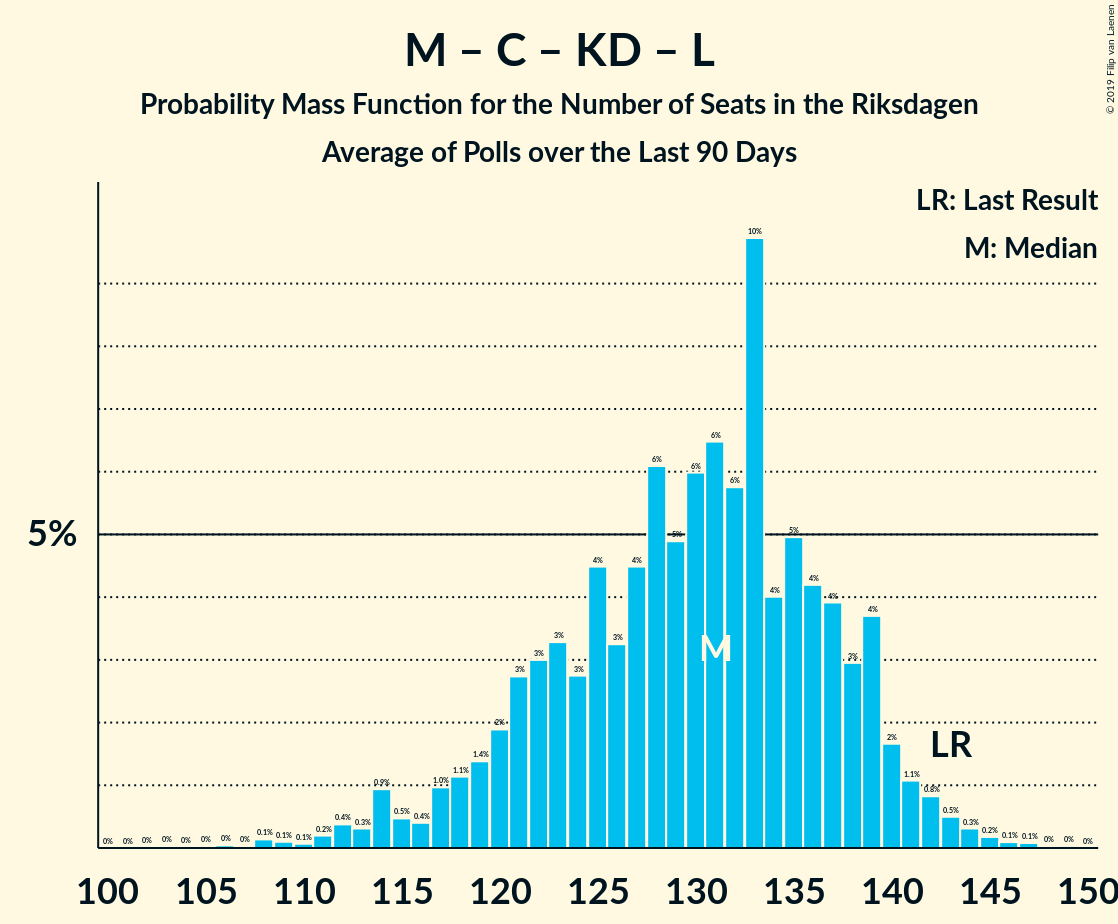 M – C – KD – L
Probability Mass Function for the Number of Seats in the Riksdagen
Average of Polls over the Last 90 Days
© 2019 Filip van Laenen
LR: Last Result
M: Median
5%
0% 0% 0% 0% 0% 0% 0% 0% 0.1% 0.1% 0.1% 0.2% 0.4% 0.3% 0.9% 0.5% 0.4% 1.0% 1.1% 1.4% 2% 3% 3% 3% 3% 4% 3% 4% 6% 5% 6% 6% 6% 10% 4% 5% 4% 4% 3% 4% 2% 1.1% 0.8% 0.5% 0.3% 0.2% 0.1% 0.1% 0% 0% 0%
M
LR
100 105 110 115 120 125 130 135 140 145 150